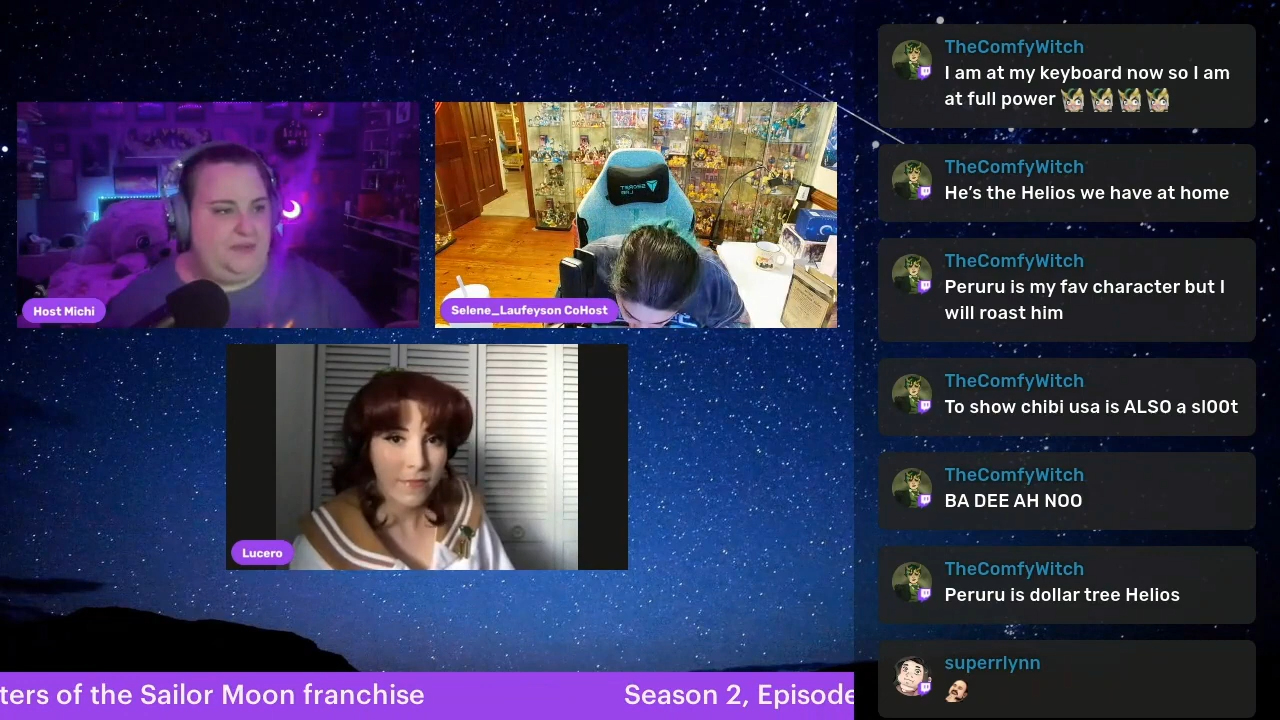 TheComfyWitch
I am at my keyboard now so I am
at full power
TheComfyWitch
He's the Helios we have at home
TheComfyWitch
Peruru is my fav character but I
will roast him
TheComfyWitch
To show chibi usa is ALSO a sl00t
TheComfyWitch
BA DEE AH NOO
TheComfyWitch
Peruru is dollar tree Helios
superrlynn
Host Michi
Selene_Laufeyson CoHost
Lucero
ters of the Sailor Moon franchise
Season 2, Episode